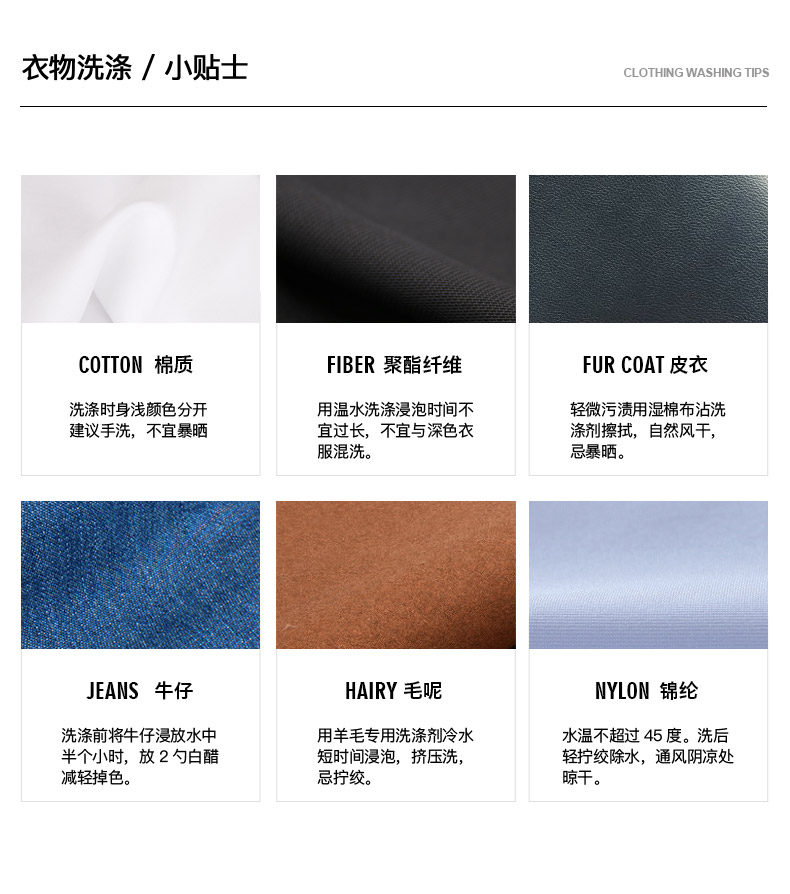 衣物洗涤 / 小贴士
CLOTHING WASHING TIPS
COTTON 棉质
洗涤时身浅颜色分开
建议手洗，不宜暴晒
FIBER 聚酯纤维
用温水洗涤浸泡时间不
宜过长，不宜与深色衣
服混洗。
FUR COAT 皮衣
轻微污渍用湿棉布沾洗
涤剂擦拭，自然风干，
忌暴晒。
JEANS 牛仔
洗涤前将牛仔浸放水中
半个小时，放 2 勺白醋
减轻掉色。
HAIRY 毛呢
用羊毛专用洗涤剂冷水
短时间浸泡，挤压洗，
忌拧绞。
NYLON 锦纶
水温不超过 45 度。洗后
轻拧绞除水，通风阴凉处
晾干。